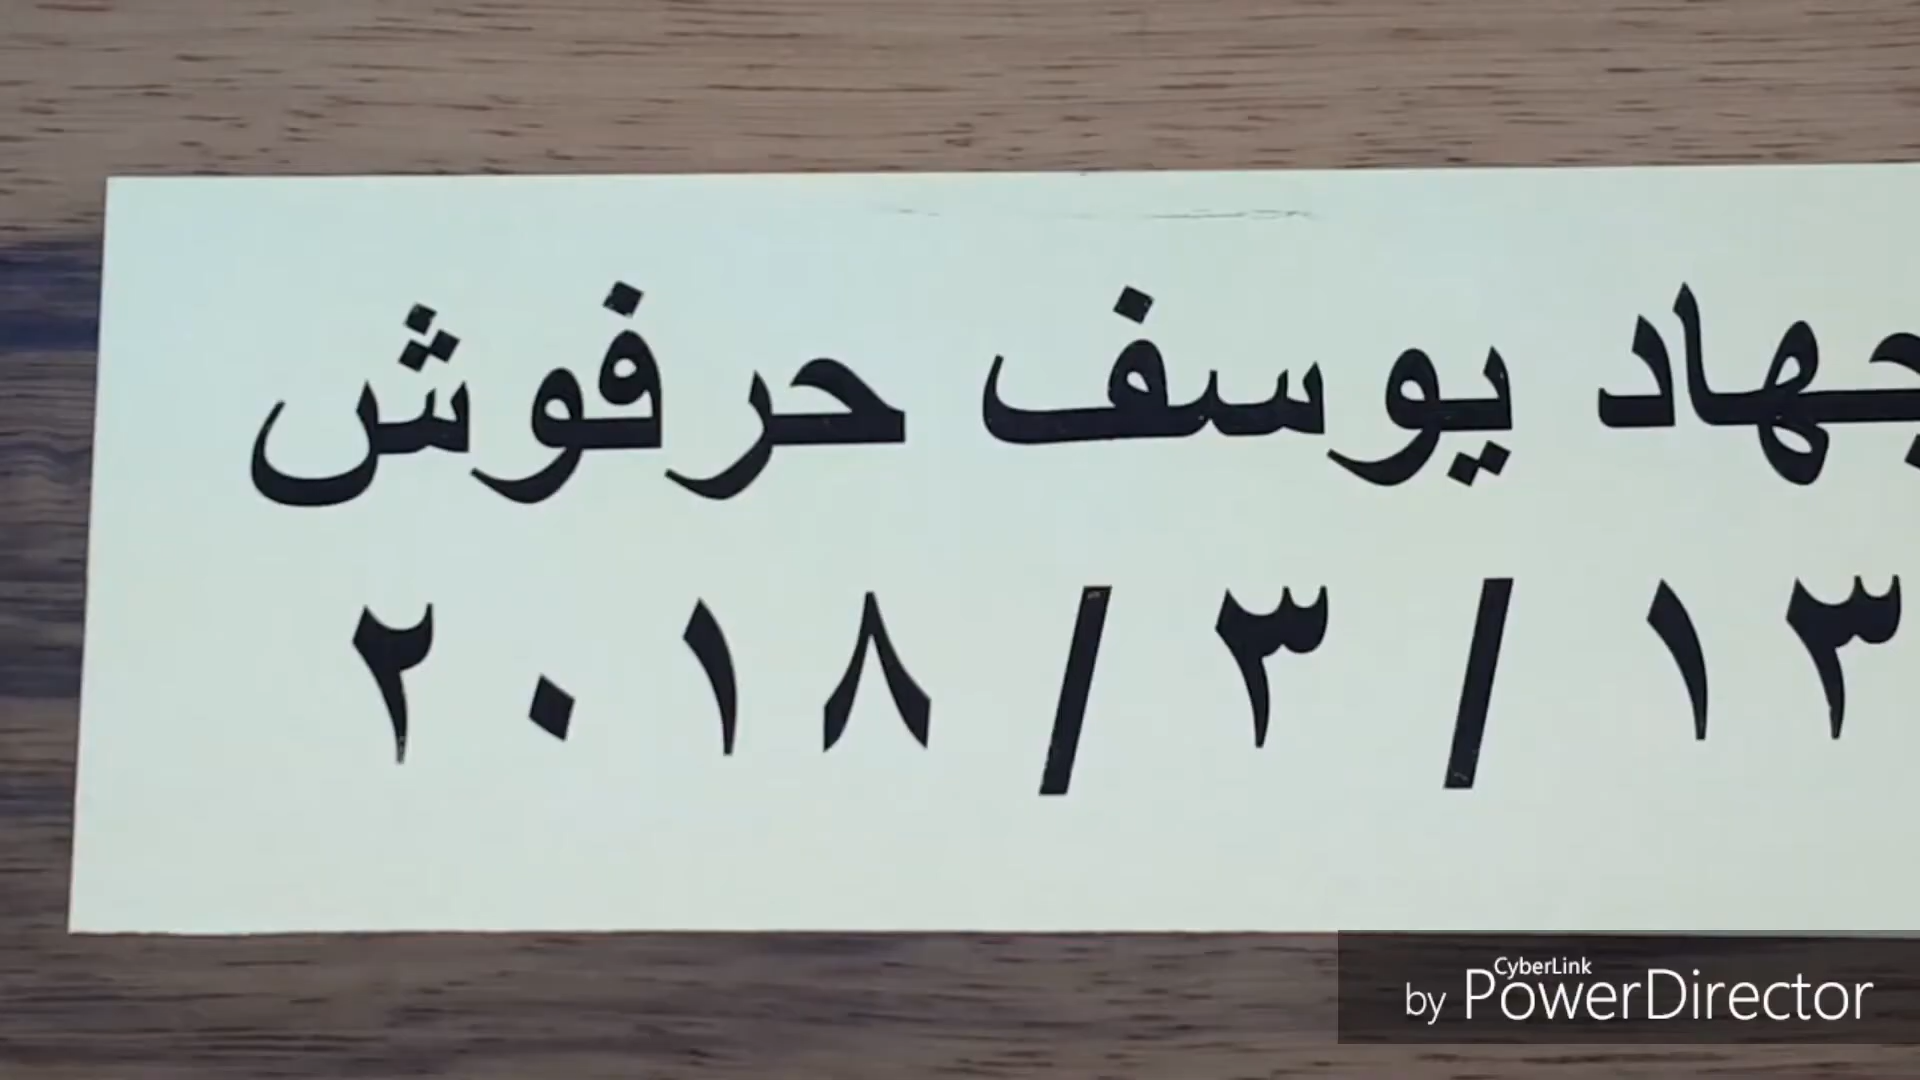 جهاد يوسف حرفوش
١٣ / ٣ / ٢٠١٨
CyberLink
by PowerDirector